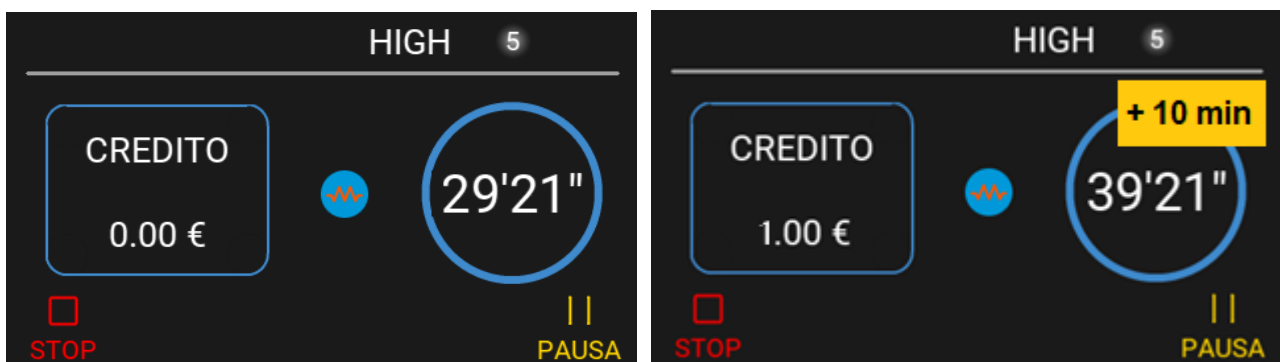 HIGH 5
CREDITO
0.00 €
29'21"
STOP
PAUSA
HIGH 5
+ 10 min
CREDITO
1.00 €
39'21"
STOP
PAUSA